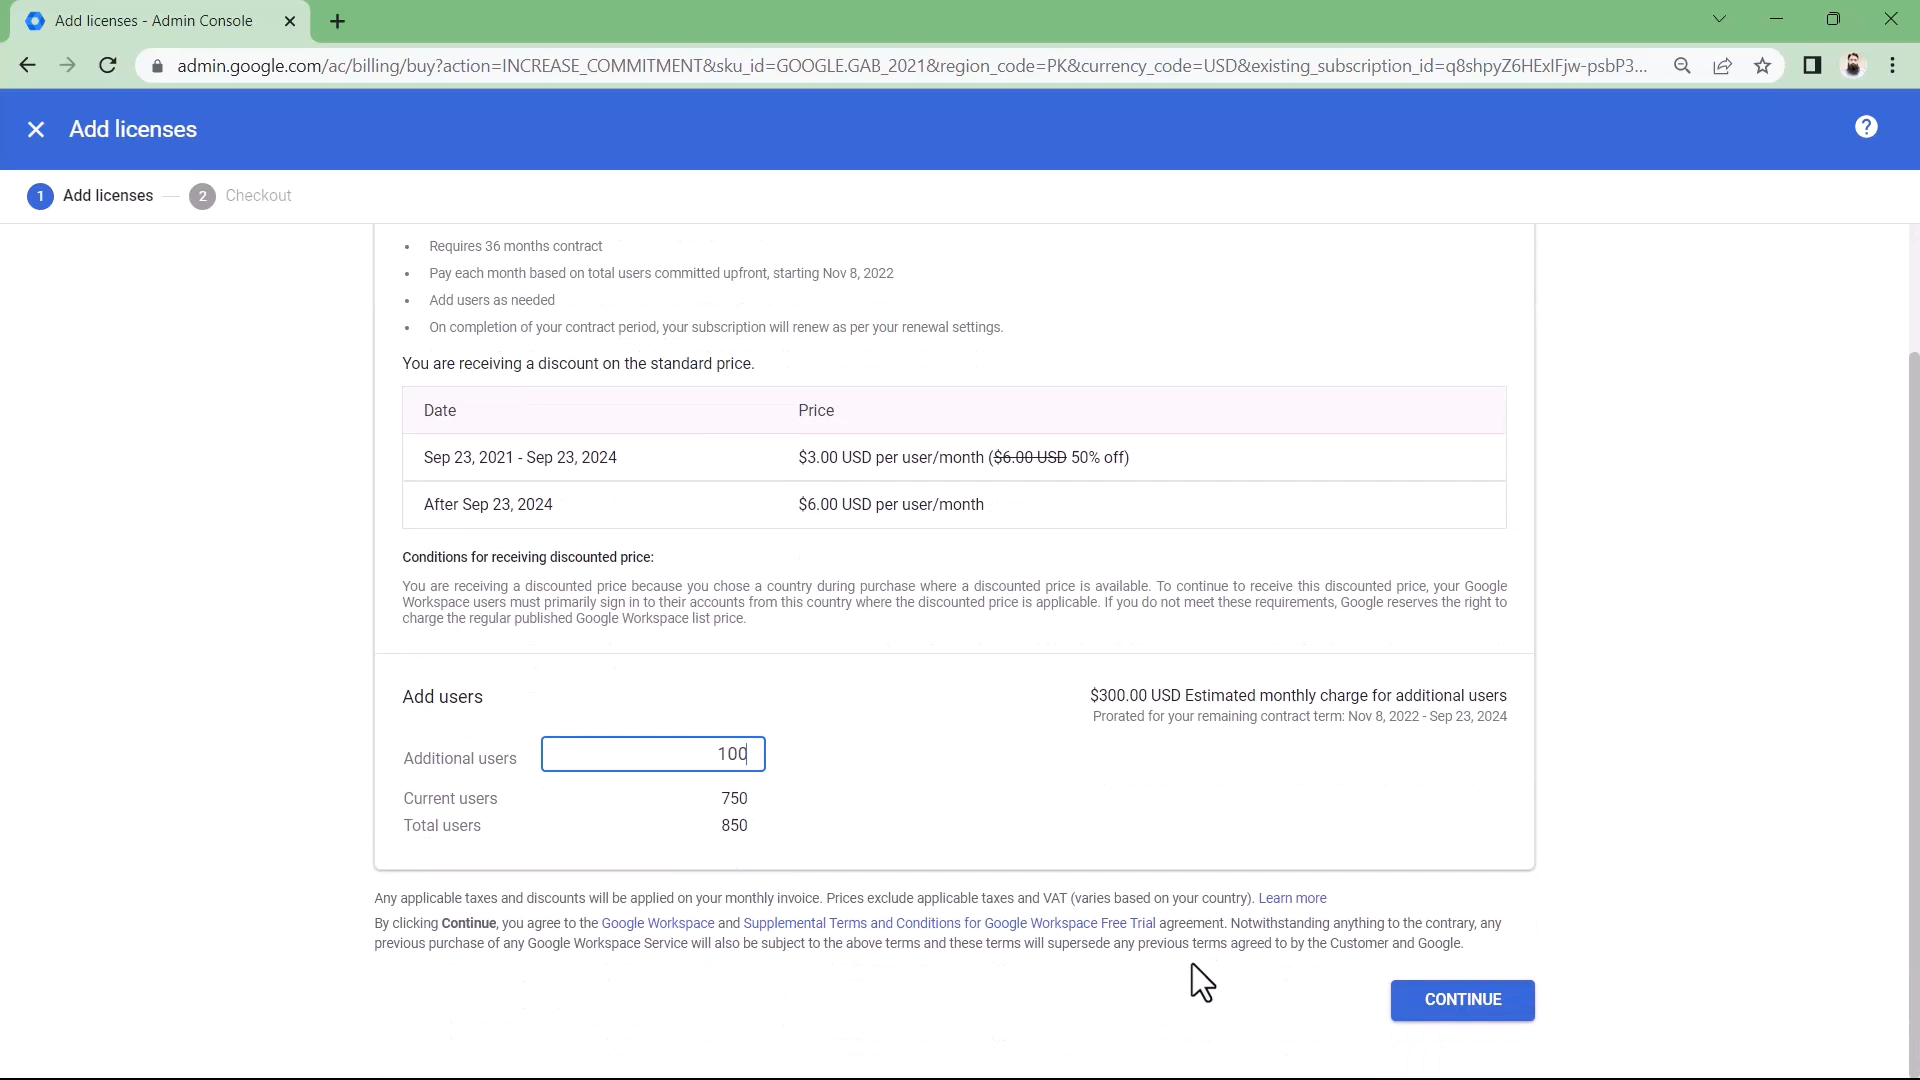 Add licenses - Admin Console
admin.google.com/ac/billing/buy?action=INCREASE_COMMITMENT&sku_id=GOOGLE.GAB_2021&region_code=PK&currency_code=USD&existing_subscription_id=q8shpyZ6HExIFjw-psbP3...
Add licenses
?
1 Add licenses — 2 Checkout
• Requires 36 months contract
• Pay each month based on total users committed upfront, starting Nov 8, 2022
• Add users as needed
• On completion of your contract period, your subscription will renew as per your renewal settings.
You are receiving a discount on the standard price.
Date Price
Sep 23, 2021 - Sep 23, 2024 $3.00 USD per user/month ($6.00 USD 50% off)
After Sep 23, 2024 $6.00 USD per user/month
Conditions for receiving discounted price:
You are receiving a discounted price because you chose a country during purchase where a discounted price is available. To continue to receive this discounted price, your Google
Workspace users must primarily sign in to their accounts from this country where the discounted price is applicable. If you do not meet these requirements, Google reserves the right to
charge the regular published Google Workspace list price.
Add users $300.00 USD Estimated monthly charge for additional users
Prorated for your remaining contract term: Nov 8, 2022 - Sep 23, 2024
Additional users 100
Current users 750
Total users 850
Any applicable taxes and discounts will be applied on your monthly invoice. Prices exclude applicable taxes and VAT (varies based on your country). Learn more
By clicking Continue, you agree to the Google Workspace and Supplemental Terms and Conditions for Google Workspace Free Trial agreement. Notwithstanding anything to the contrary, any
previous purchase of any Google Workspace Service will also be subject to the above terms and these terms will supersede any previous terms agreed to by the Customer and Google.
CONTINUE